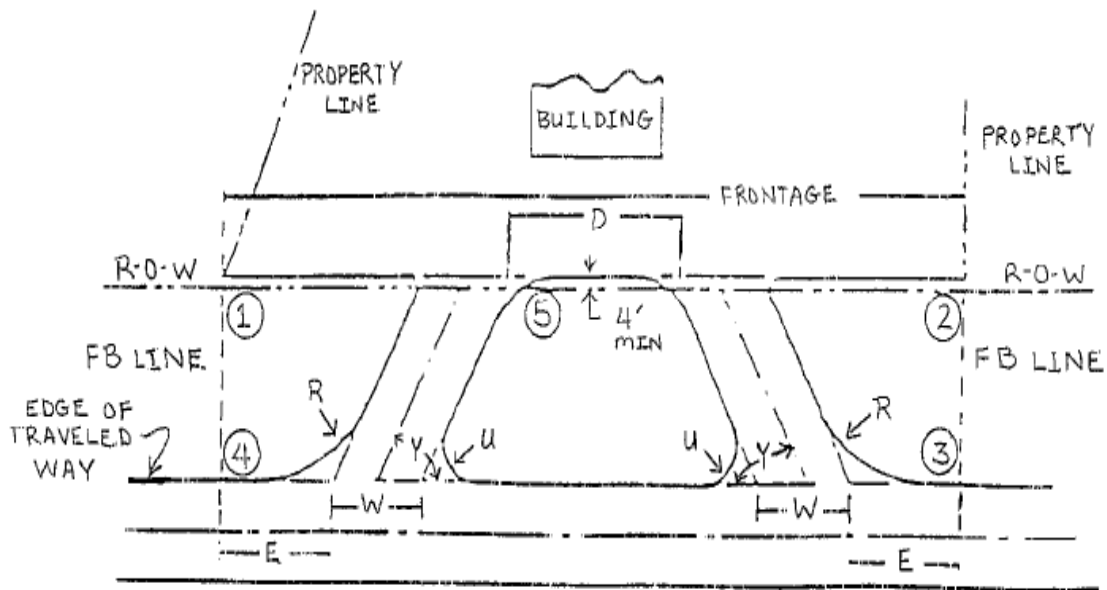 PROPERTY
LINE
BUILDING
PROPERTY
LINE
FRONTAGE
D
R-O-W
R-O-W
1
5
4'
MIN
2
FB LINE
FB LINE
R
R
EDGE OF
TRAVELED
WAY
4
Y
U
U
Y
3
W
W
E
E